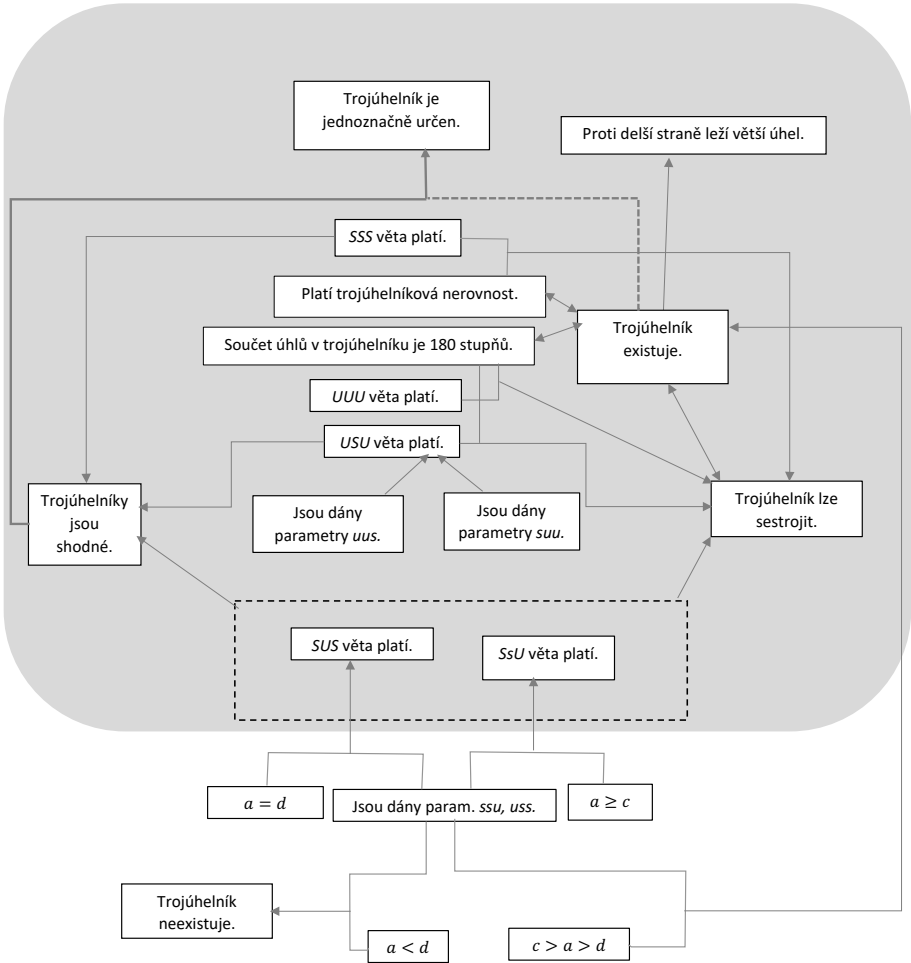 Trojúhelník je
jednoznačně určen.
Proti delší straně leží větší úhel.
SSS věta platí.
Platí trojúhelníková nerovnost.
Trojúhelník
existuje.
Součet úhlů v trojúhelníku je 180 stupňů.
UUU věta platí.
USU věta platí.
Trojúhelníky
jsou
shodné.
Jsou dány
parametry uus.
Jsou dány
parametry suu.
Trojúhelník lze
sestrojit.
SUS věta platí.
SsU věta platí.
a = d
Jsou dány param. ssu, uss.
a ≥ c
Trojúhelník
neexistuje.
a < d
c > a > d